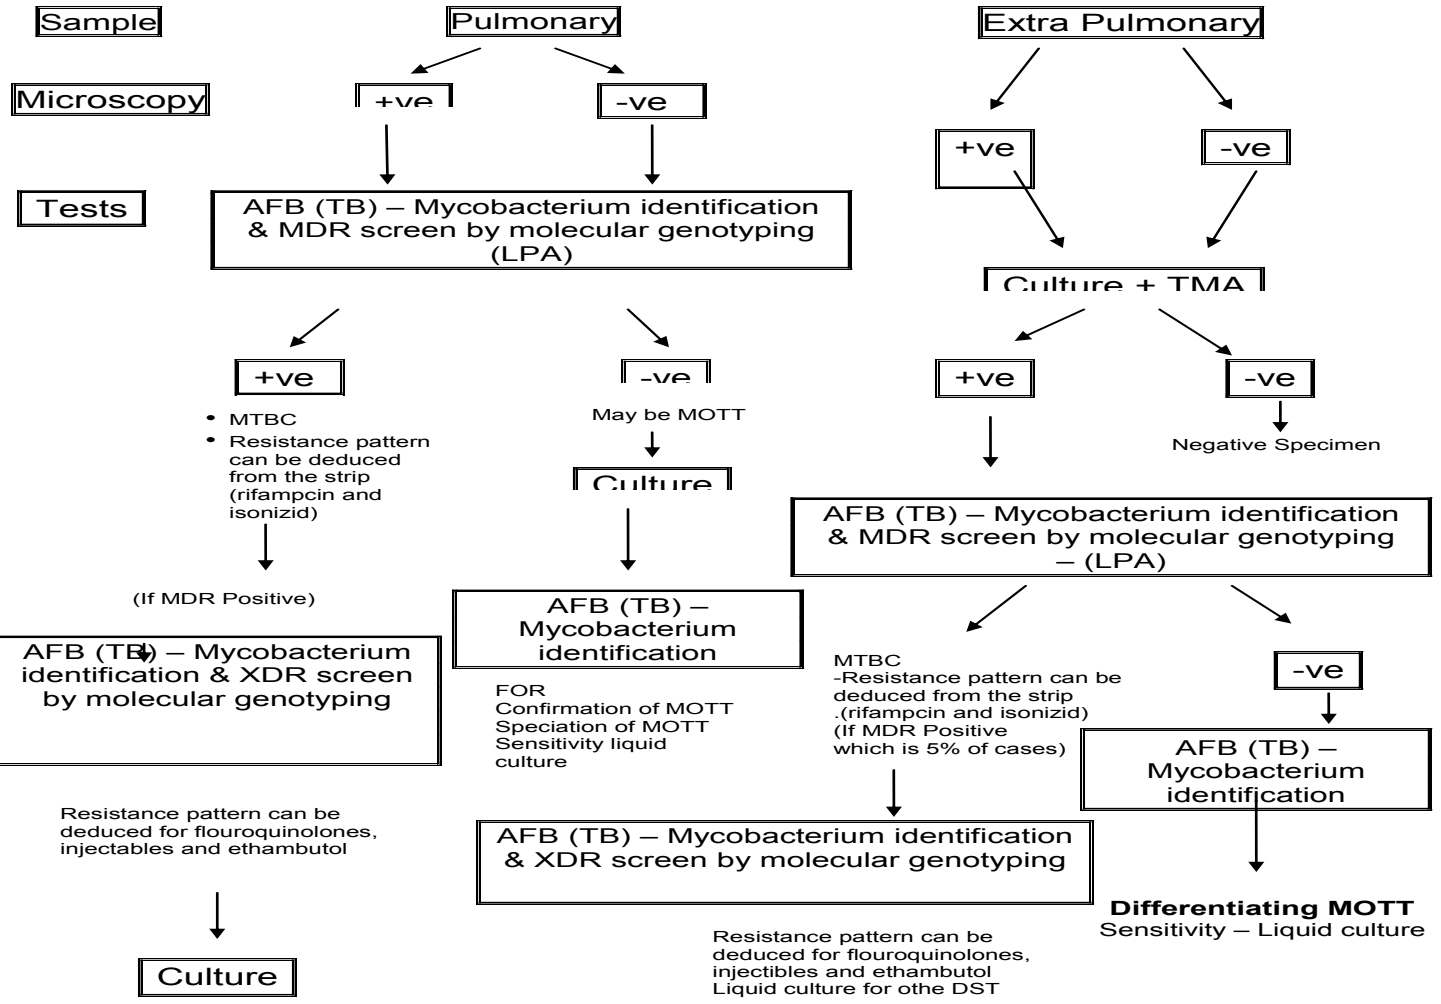 Sample
Pulmonary
Extra Pulmonary
Microscopy
+ve
-ve
+ve
-ve
Tests
AFB (TB) – Mycobacterium identification
& MDR screen by molecular genotyping
(LPA)
Culture + TMA
+ve
-ve
+ve
-ve
• MTBC
• Resistance pattern
can be deduced
from the strip
(rifampcin and
isonizid)
May be MOTT
Culture
Negative Specimen
AFB (TB) – Mycobacterium identification
& MDR screen by molecular genotyping
– (LPA)
(If MDR Positive)
AFB (TB) – Mycobacterium
identification & XDR screen
by molecular genotyping
AFB (TB) –
Mycobacterium
identification
FOR
Confirmation of MOTT
Speciation of MOTT
Sensitivity liquid
culture
MTBC
-Resistance pattern can be
deduced from the strip
.(rifampcin and isonizid)
(If MDR Positive
which is 5% of cases)
-ve
AFB (TB) –
Mycobacterium
identification
Resistance pattern can be
deduced for flouroquinolones,
injectables and ethambutol
AFB (TB) – Mycobacterium identification
& XDR screen by molecular genotyping
Differentiating MOTT
Sensitivity – Liquid culture
Resistance pattern can be
deduced for flouroquinolones,
injectibles and ethambutol
Liquid culture for othe DST
Culture